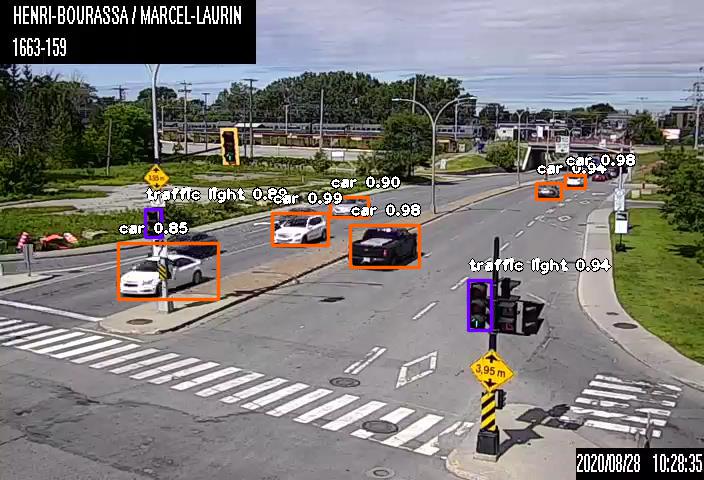 HENRI-BOURASSA / MARCEL-LAURIN
1663-159
car 0.98
car 0.94
car 0.90
traffic light 0.89
car 0.99
car 0.98
car 0.85
traffic light 0.94
3,95 m
2020/08/28 10:28:35